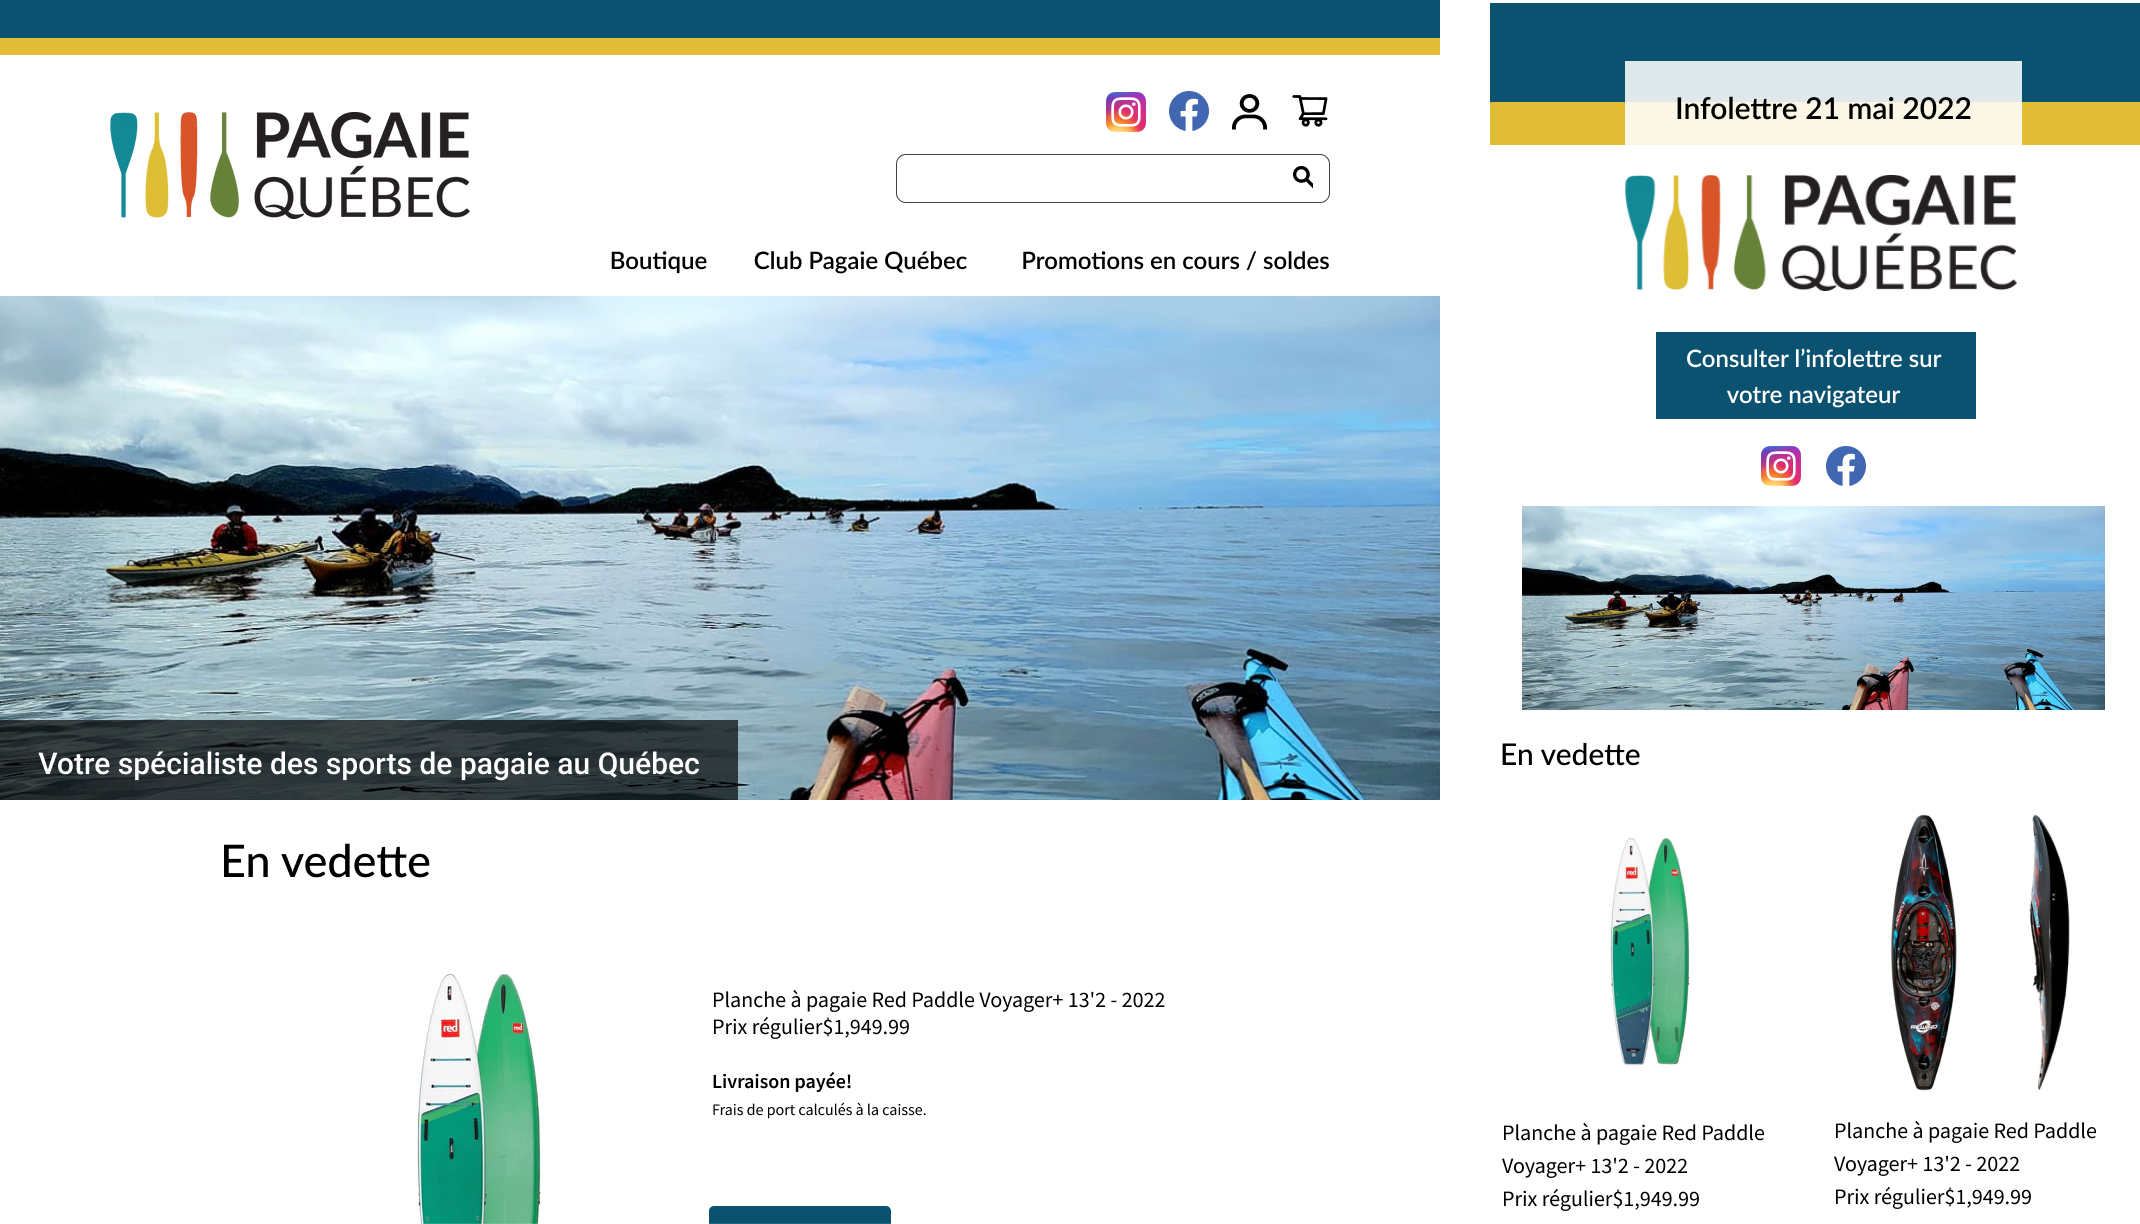 PAGAIE
QUÉBEC
Boutique
Club Pagaie Québec
Promotions en cours / soldes
Votre spécialiste des sports de pagaie au Québec
En vedette
red
red
Planche à pagaie Red Paddle Voyager+ 13'2 - 2022
Prix régulier$1,949.99
Livraison payée!
Frais de port calculés à la caisse.
Infolettre 21 mai 2022
PAGAIE
QUÉBEC
Consulter l’infolettre sur
votre navigateur
En vedette
red
red
Planche à pagaie Red Paddle
Voyager+ 13'2 - 2022
Prix régulier$1,949.99
Planche à pagaie Red Paddle
Voyager+ 13'2 - 2022
Prix régulier$1,949.99